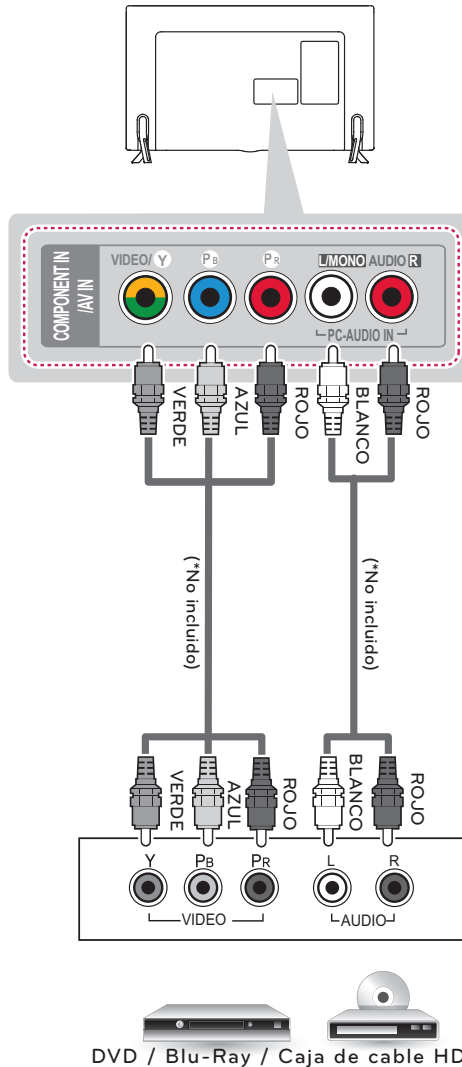 COMPONENT IN
/AV IN
VIDEO/ Y
PB
PR
L/MONO AUDIO R
PC-AUDIO IN
VERDE
AZUL
ROJO
BLANCO
ROJO
(*No incluido)
(*No incluido)
VERDE
AZUL
ROJO
BLANCO
ROJO
Y
PB
PR
L
R
VIDEO
AUDIO
DVD / Blu-Ray / Caja de cable HD